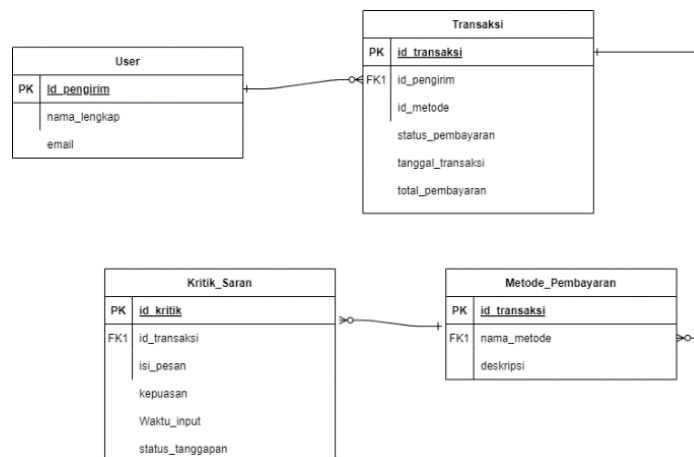 User
PK Id_pengirim
nama_lengkap
email
Transaksi
PK id_transaksi
FK1 id_pengirim
id_metode
status_pembayaran
tanggal_transaksi
total_pembayaran
Kritik_Saran
PK id_kritik
FK1 id_transaksi
isi_pesan
kepuasan
Waktu_input
status_tanggapan
Metode_Pembayaran
PK id_transaksi
FK1 nama_metode
deskripsi